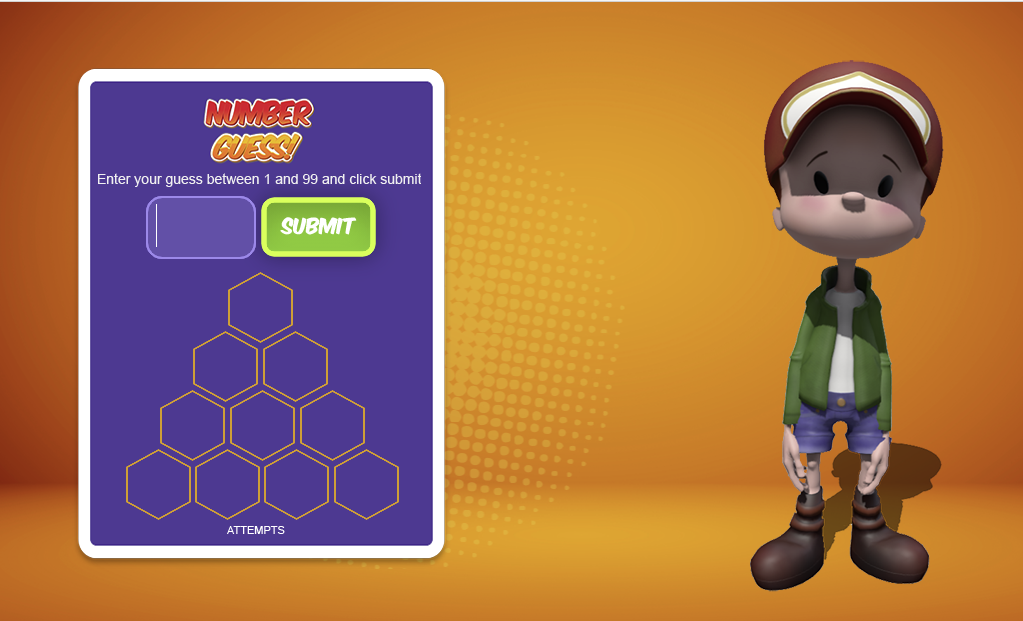 NUMBER
GUESS!
Enter your guess between 1 and 99 and click submit
SUBMIT
ATTEMPTS